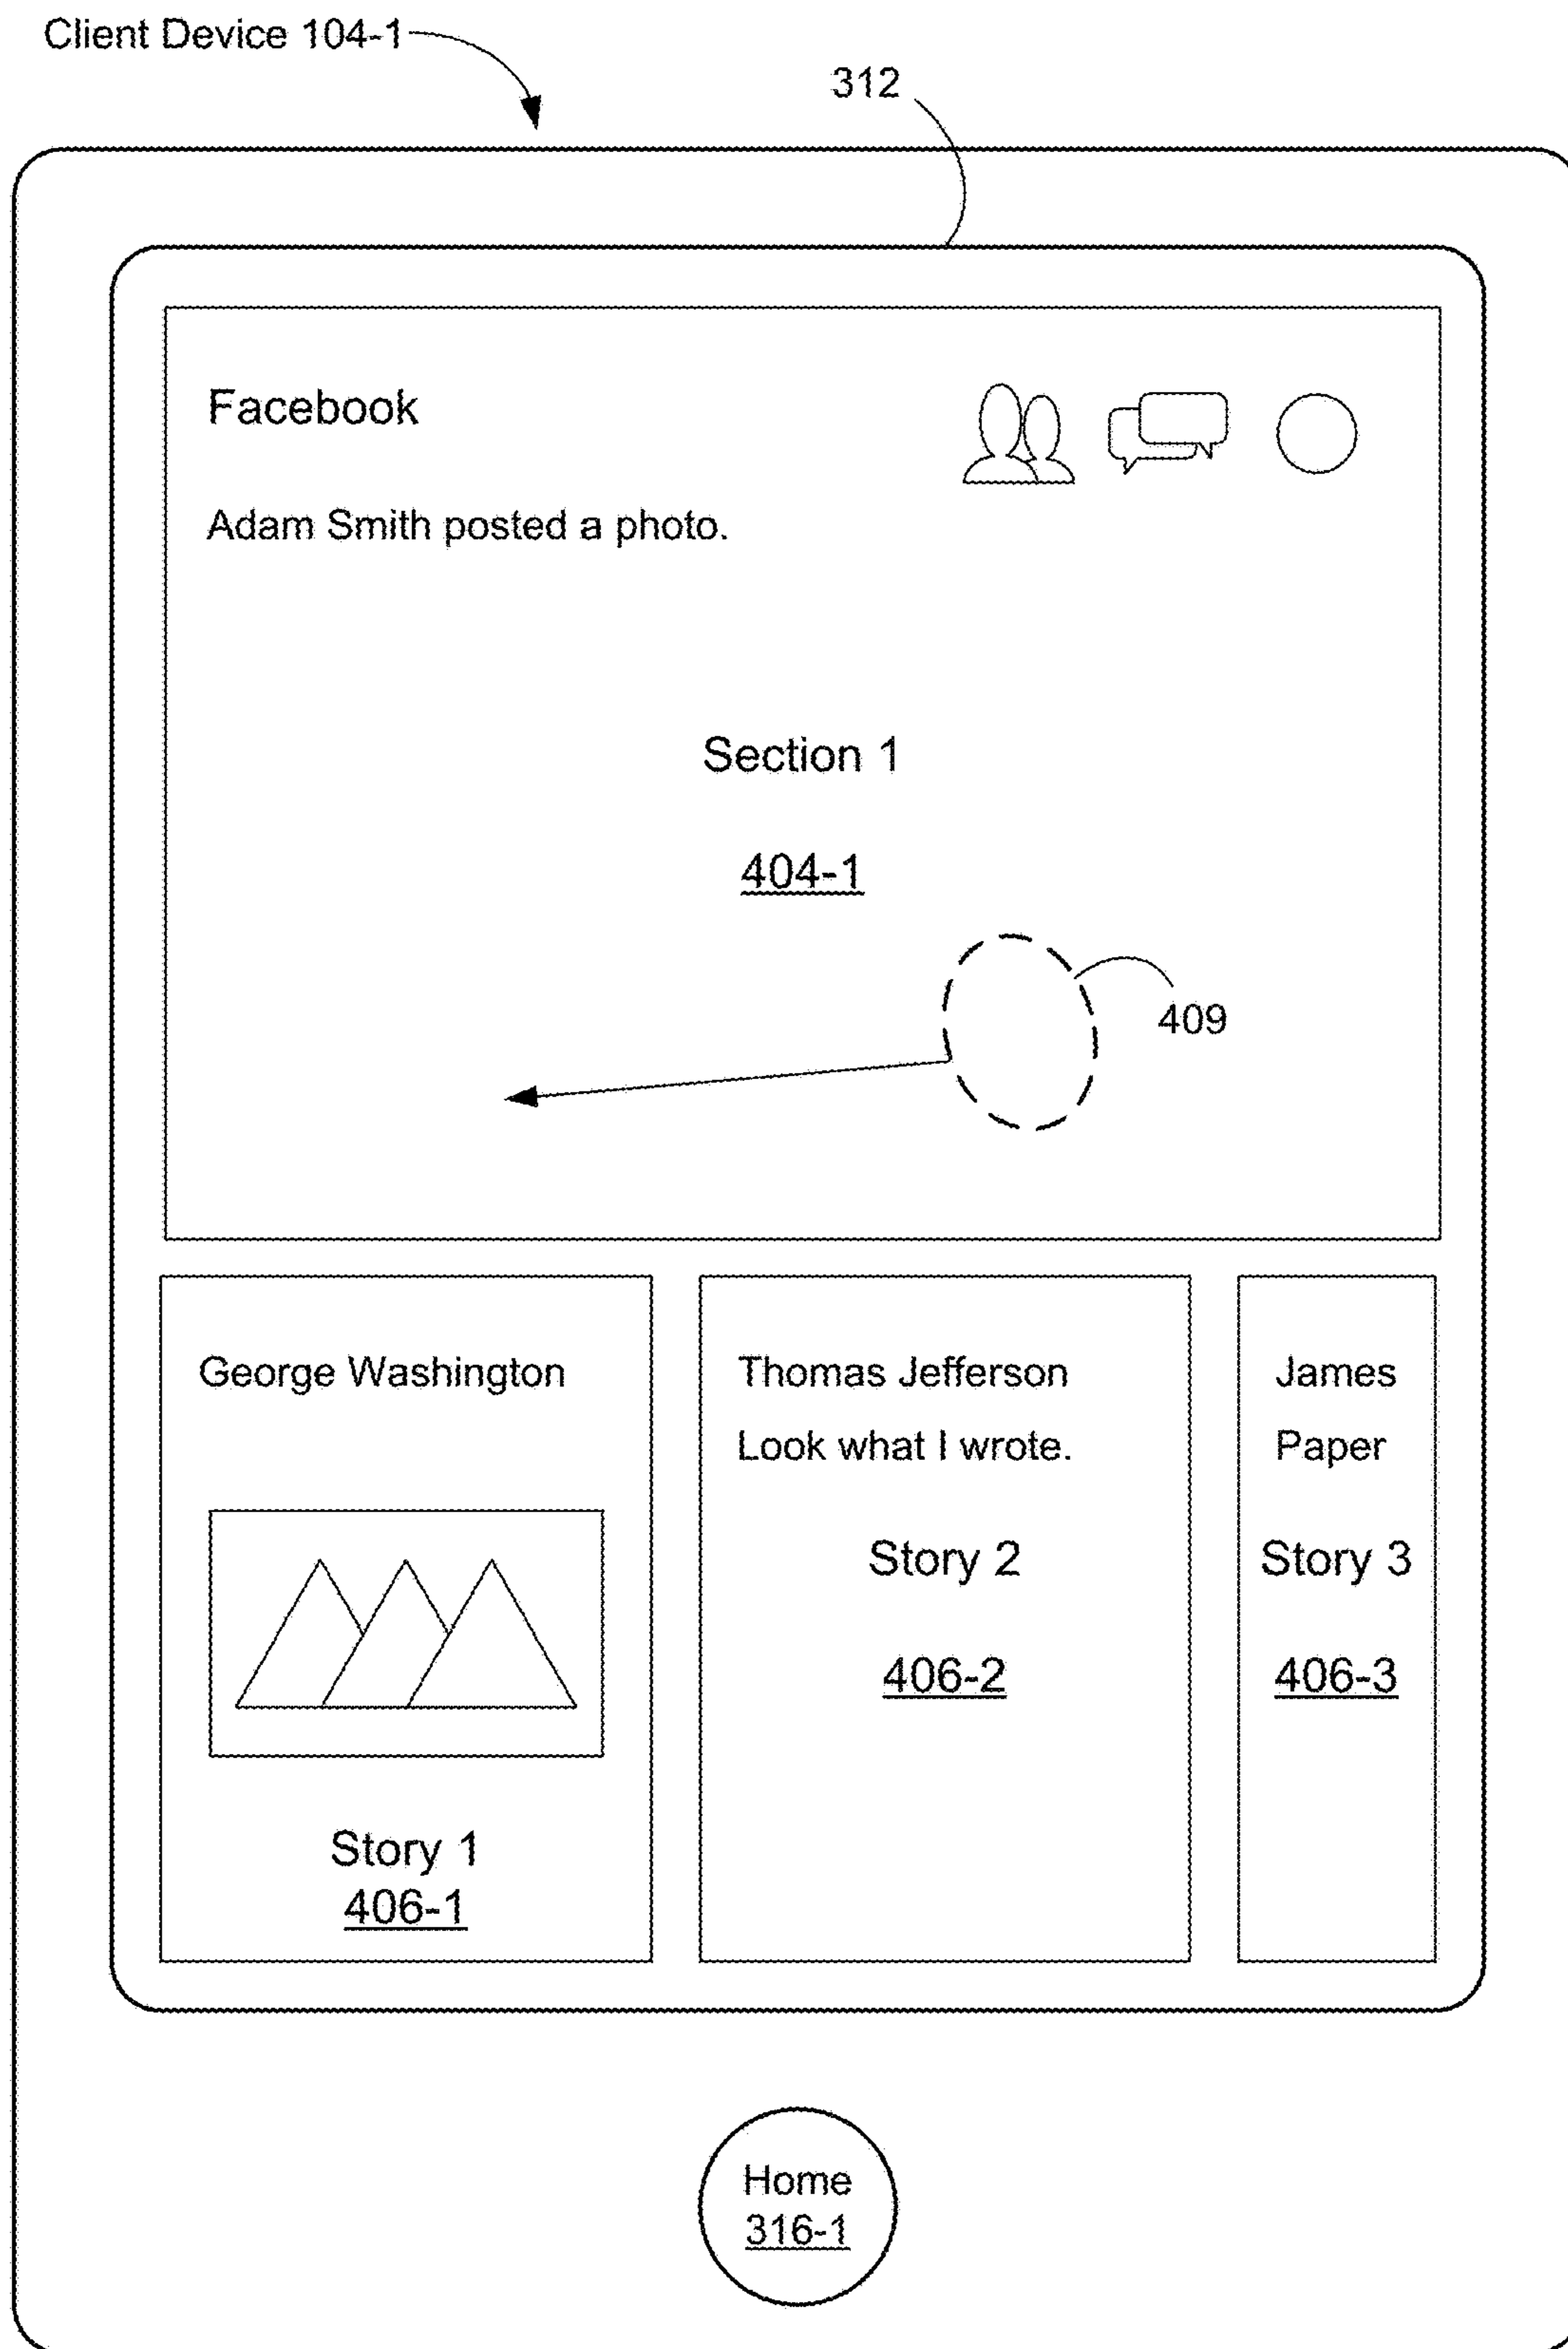 Client Device 104-1
312
Facebook
Adam Smith posted a photo.
Section 1
404-1
409
George Washington
Story 1
406-1
Thomas Jefferson
Look what I wrote.
Story 2
406-2
James
Paper
Story 3
406-3
Home
316-1